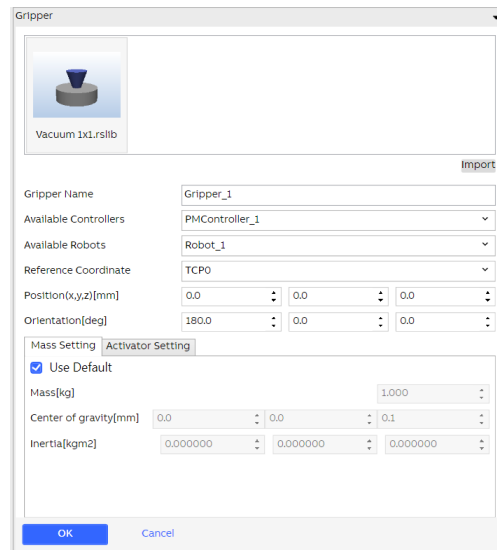 Gripper
Vacuum 1x1.rslib
Import
Gripper Name Gripper_1
Available Controllers PMController_1
Available Robots Robot_1
Reference Coordinate TCP0
Position(x,y,z)[mm] 0.0 0.0 0.0
Orientation[deg] 180.0 0.0 0.0
Mass Setting Activator Setting
Use Default
Mass[kg] 1.000
Center of gravity[mm] 0.0 0.0 0.1
Inertia[kgm2] 0.000000 0.000000 0.000000
OK Cancel